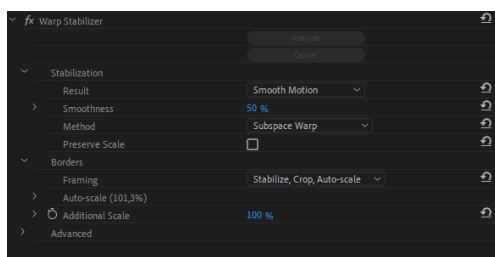 fx Warp Stabilizer
Analyze
Cancel
Stabilization
Result Smooth Motion
Smoothness 50 %
Method Subspace Warp
Preserve Scale
Borders
Framing Stabilize, Crop, Auto-scale
Auto-scale (101,3%)
Additional Scale 100 %
Advanced